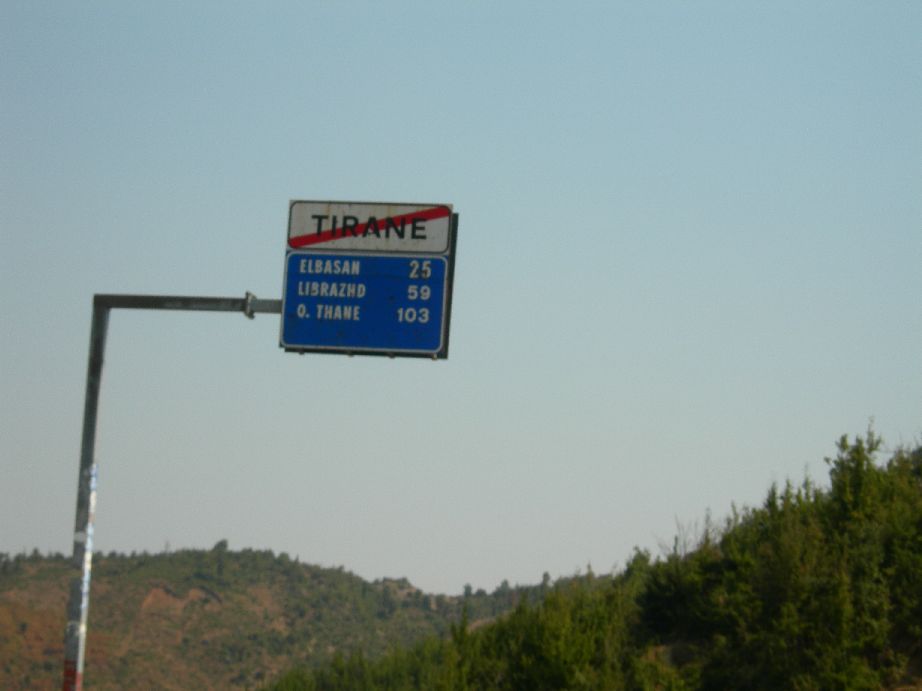 TIRANE
ELBASAN 25
LIBRAZHD 59
O. THANE 103